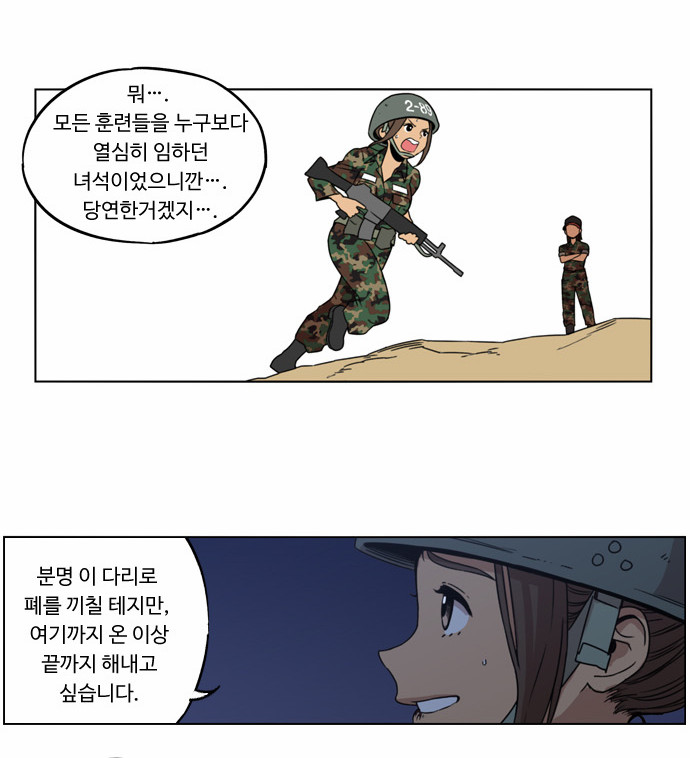 뭐….
모든 훈련들을 누구보다
열심히 임하던
녀석이었으니깐….
당연한거겠지….
2-89
분명 이 다리로
폐를 끼칠 테지만,
여기까지 온 이상
끝까지 해내고
싶습니다.